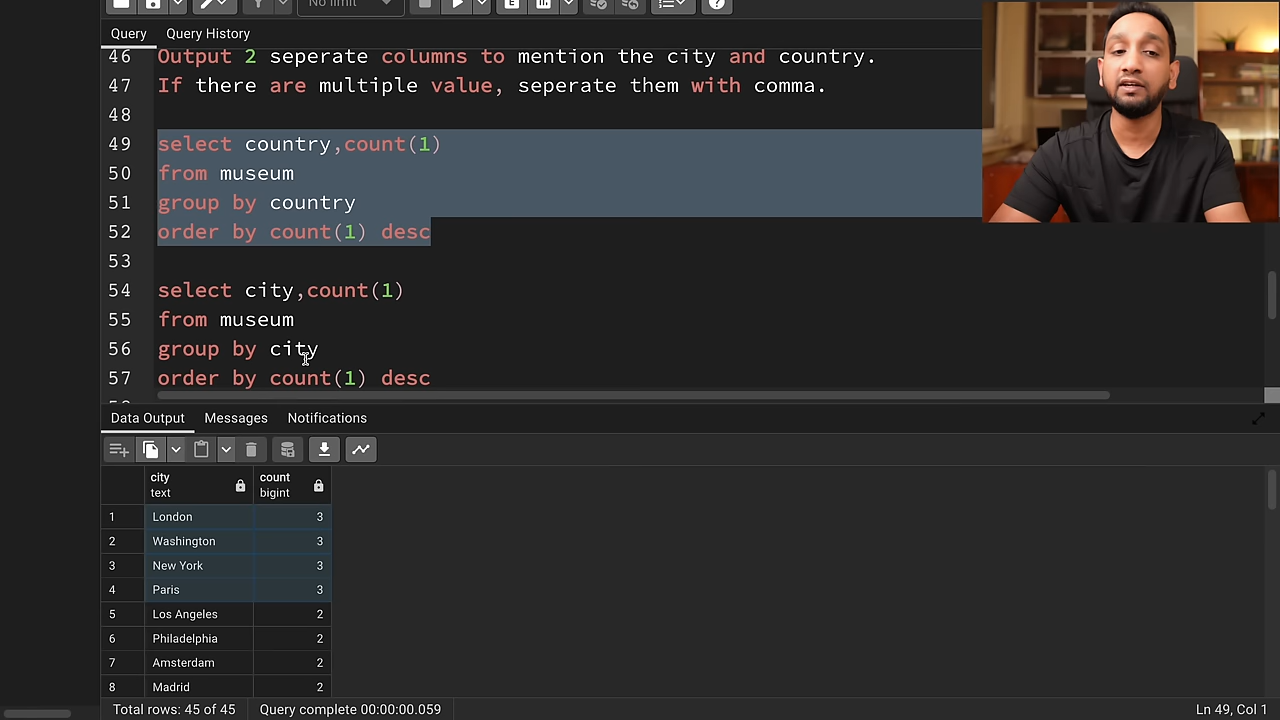 No limit
E
Query Query History
46 Output 2 seperate columns to mention the city and country.
47 If there are multiple value, seperate them with comma.
48
49 select country,count(1)
50 from museum
51 group by country
52 order by count(1) desc
53
54 select city,count(1)
55 from museum
56 group by city
57 order by count(1) desc
Data Output Messages Notifications
city count
text bigint
1 London 3
2 Washington 3
3 New York 3
4 Paris 3
5 Los Angeles 2
6 Philadelphia 2
7 Amsterdam 2
8 Madrid 2
Total rows: 45 of 45 Query complete 00:00:00.059 Ln 49, Col 1